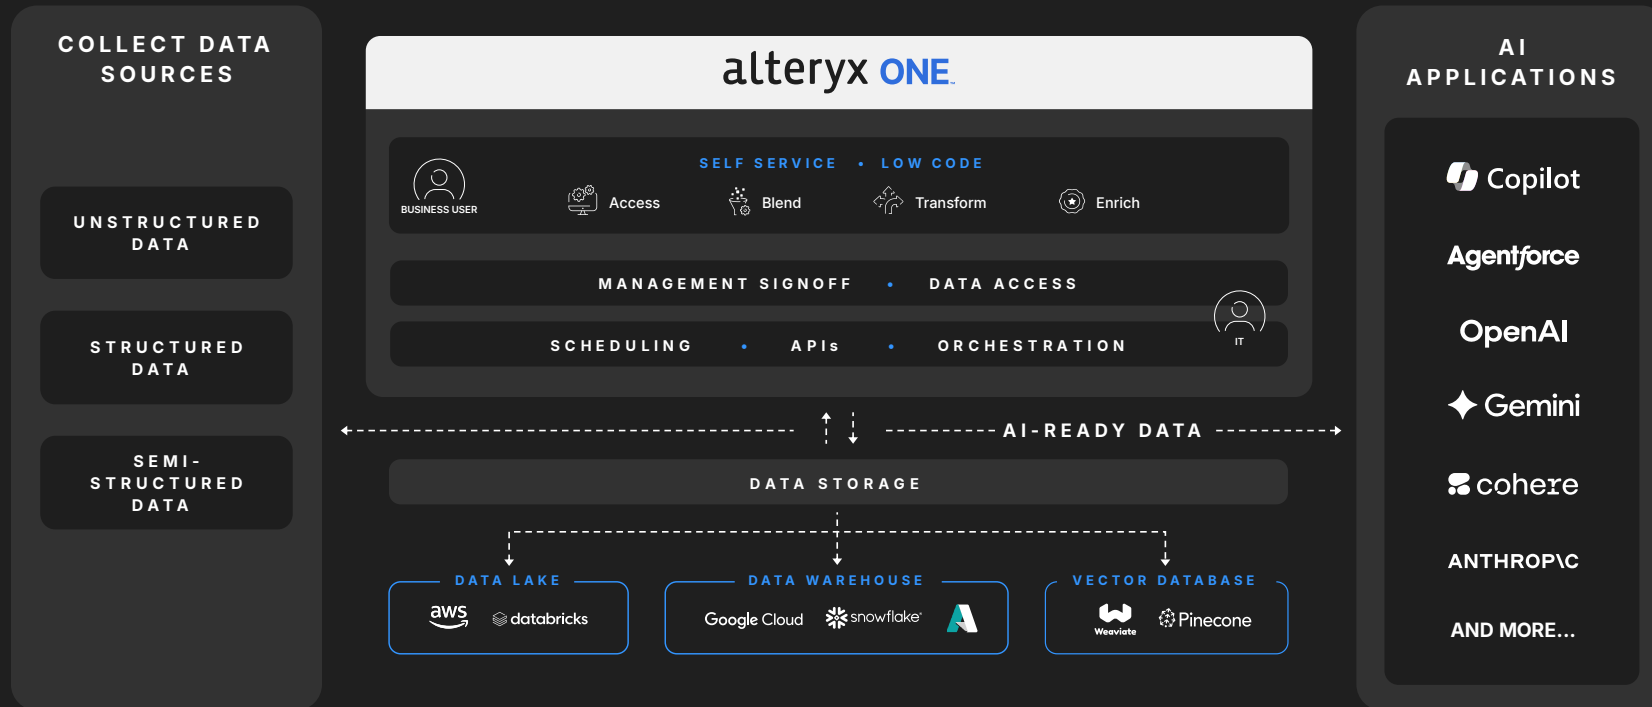 COLLECT DATA
SOURCES
UNSTRUCTURED
DATA
STRUCTURED
DATA
SEMI-
STRUCTURED
DATA
alteryx ONE™
SELF SERVICE • LOW CODE
BUSINESS USER
Access
Blend
Transform
Enrich
MANAGEMENT SIGNOFF • DATA ACCESS
SCHEDULING • APIs • ORCHESTRATION
IT
AI-READY DATA
DATA STORAGE
DATA LAKE
aws
databricks
DATA WAREHOUSE
Google Cloud
snowflake®
VECTOR DATABASE
Weaviate
Pinecone
AI
APPLICATIONS
Copilot
Agentforce
OpenAI
Gemini
cohere
ANTHROP\C
AND MORE...